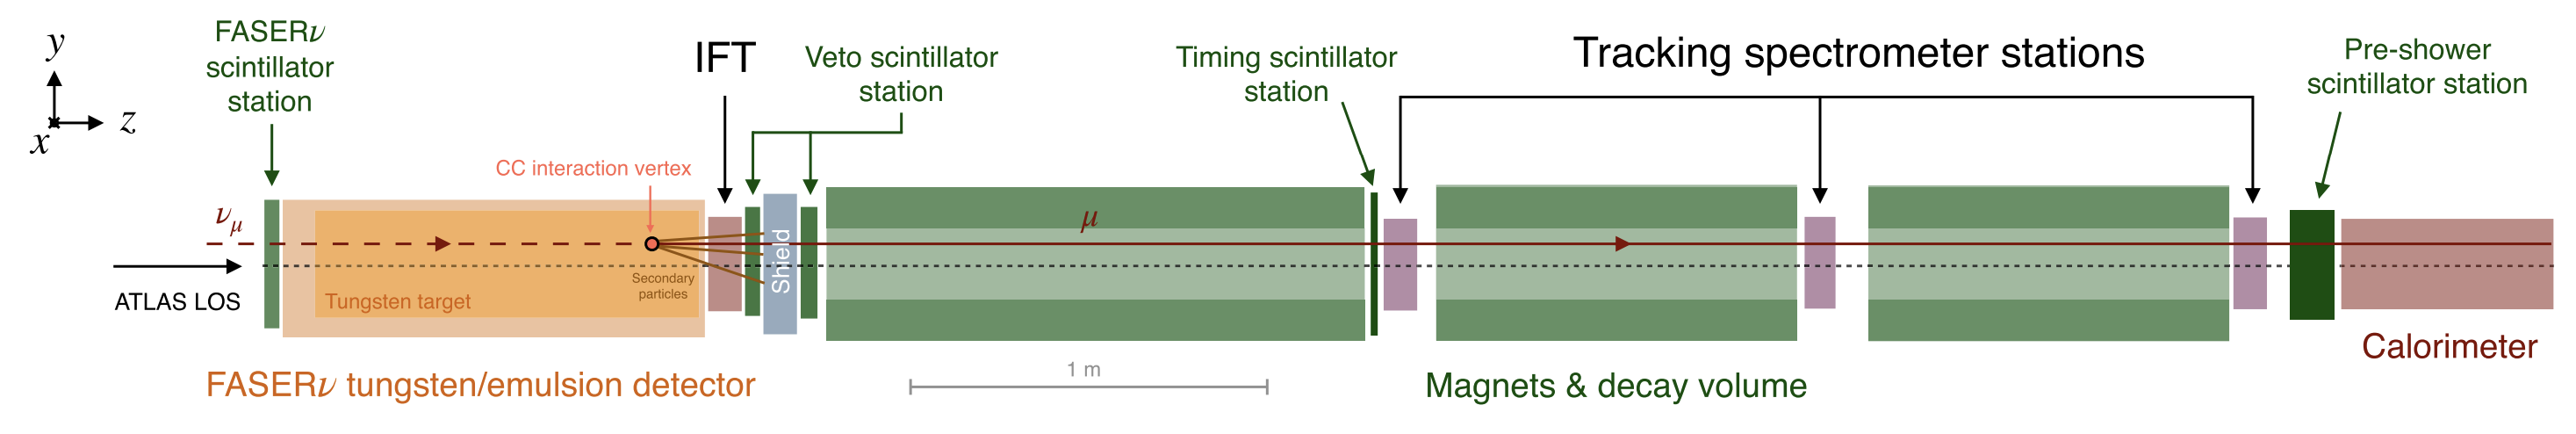 FASERν
scintillator
station
y
z
x
IFT
Veto scintillator
station
Timing scintillator
station
Tracking spectrometer stations
Pre-shower
scintillator station
CC interaction vertex
νμ
μ
Shield
Secondary
particles
Tungsten target
ATLAS LOS
FASERν tungsten/emulsion detector
1 m
Magnets & decay volume
Calorimeter